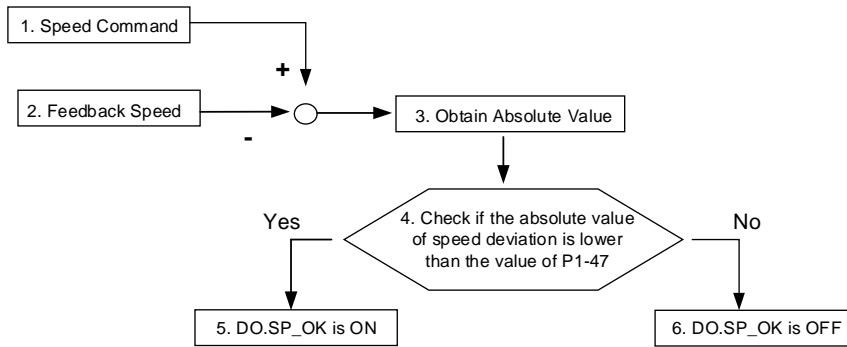 1. Speed Command
+
2. Feedback Speed
-
3. Obtain Absolute Value
4. Check if the absolute value
of speed deviation is lower
than the value of P1-47
Yes
No
5. DO.SP_OK is ON
6. DO.SP_OK is OFF